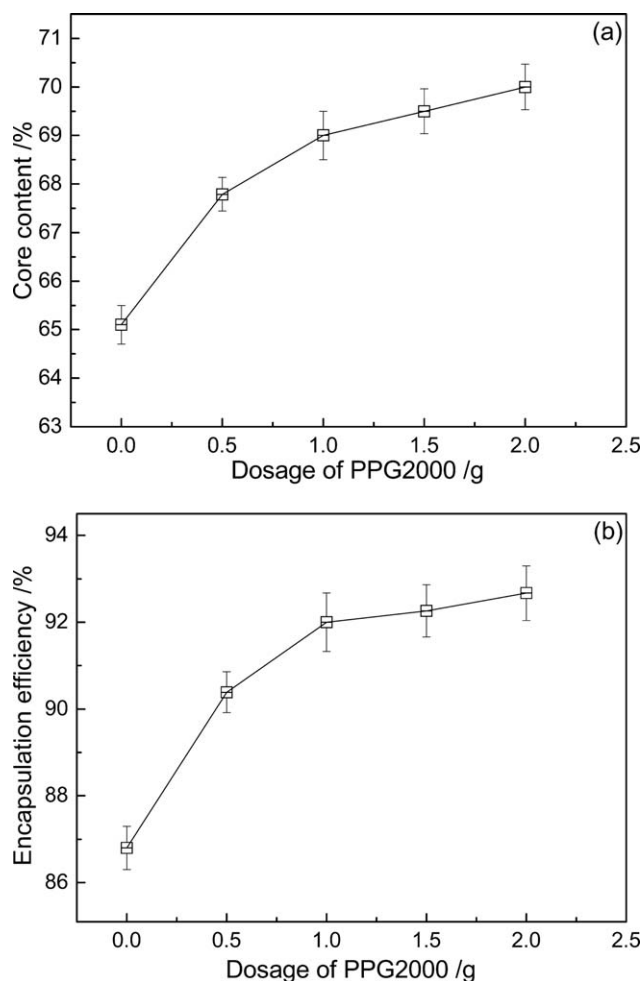 (a)
71
70
69
68
67
66
65
64
63
Core content /%
0.0 0.5 1.0 1.5 2.0 2.5
Dosage of PPG2000 /g
(b)
94
92
90
88
86
Encapsulation efficiency /%
0.0 0.5 1.0 1.5 2.0 2.5
Dosage of PPG2000 /g